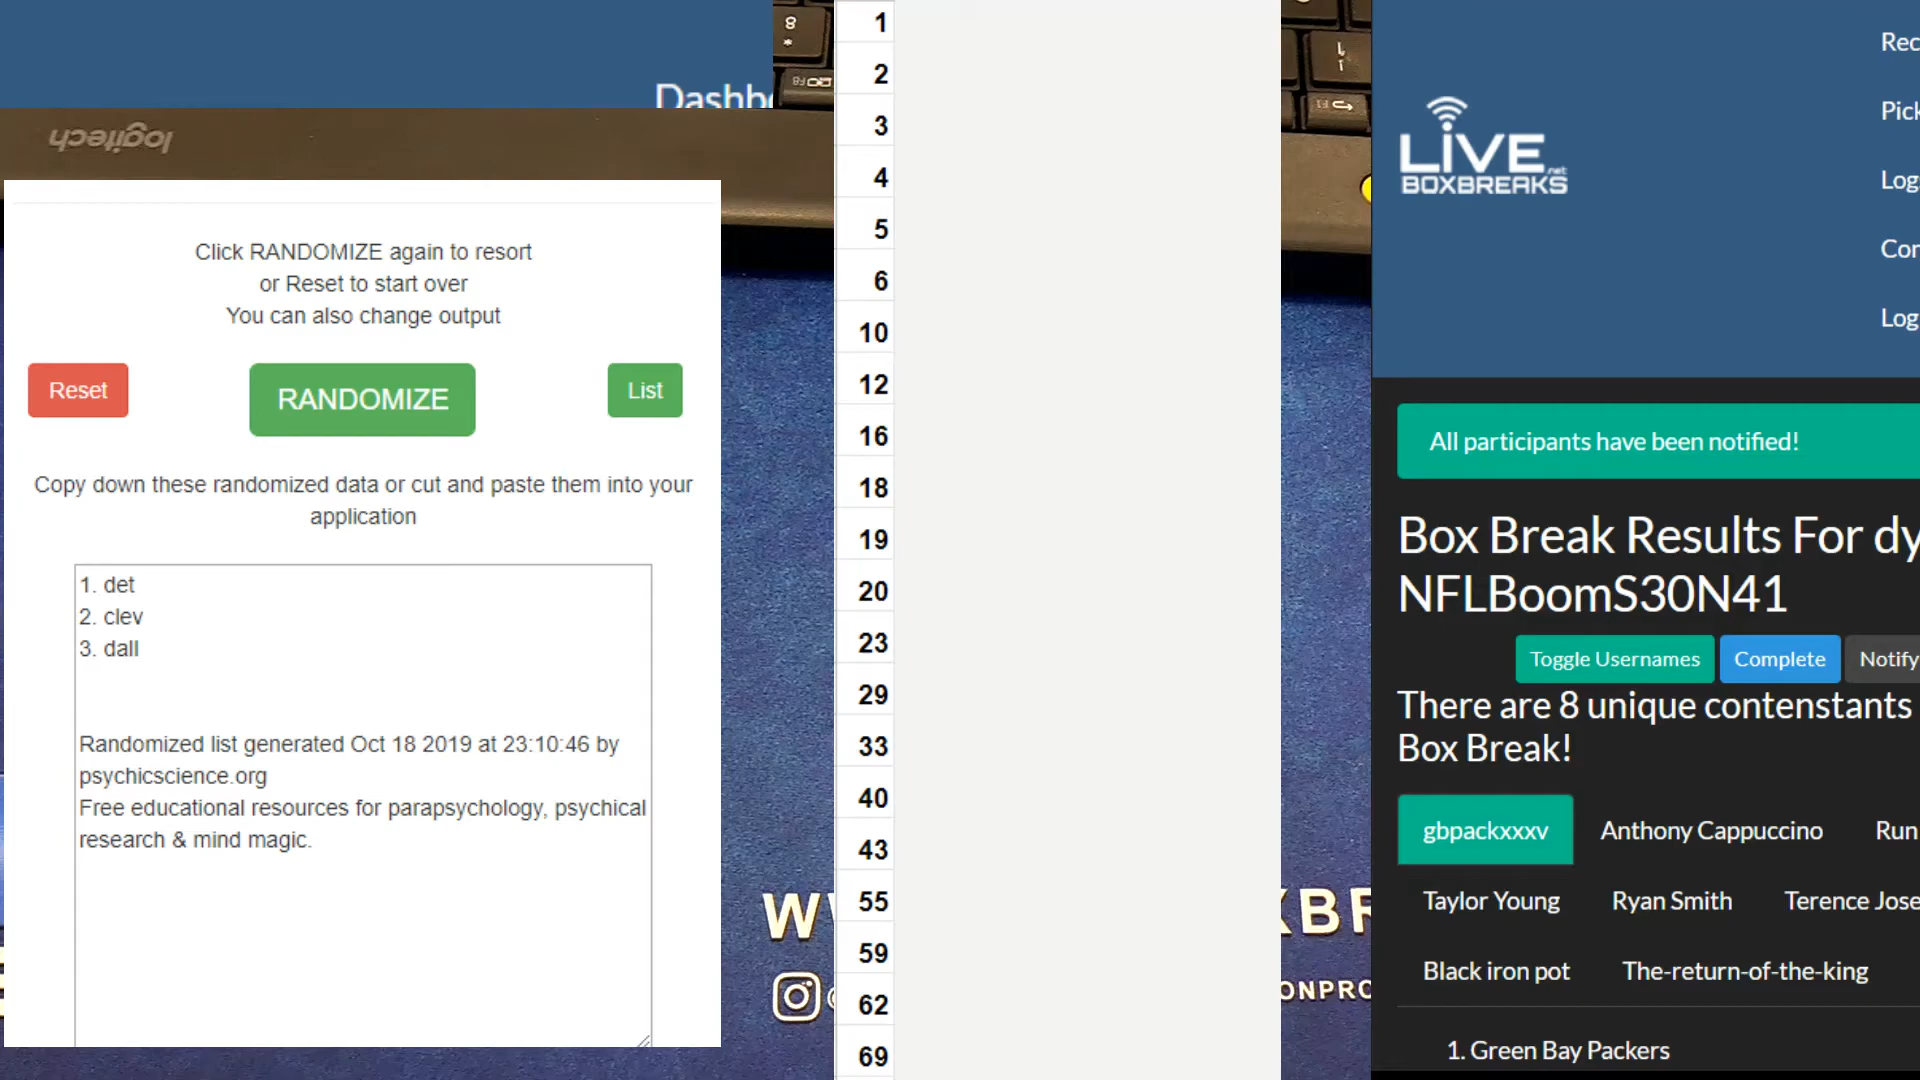 Dashb
logitech
Click RANDOMIZE again to resort
or Reset to start over
You can also change output
Reset
RANDOMIZE
List
Copy down these randomized data or cut and paste them into your
application
1. det
2. clev
3. dall
Randomized list generated Oct 18 2019 at 23:10:46 by
psychicscience.org
Free educational resources for parapsychology, psychical
research & mind magic.
8
*
F8
W
1
2
3
4
5
6
10
12
16
18
19
20
23
29
33
40
43
55
59
62
69
XBR
ONPRO
LIVE
.net
BOXBREAKS
Rec
Pick
Log
Cor
Log
All participants have been notified!
Box Break Results For dy
NFLBoomS30N41
Toggle Usernames
Complete
Notify
There are 8 unique contenstants
Box Break!
gbpackxxxv
Anthony Cappuccino
Run
Taylor Young
Ryan Smith
Terence Jose
Black iron pot
The-return-of-the-king
1. Green Bay Packers